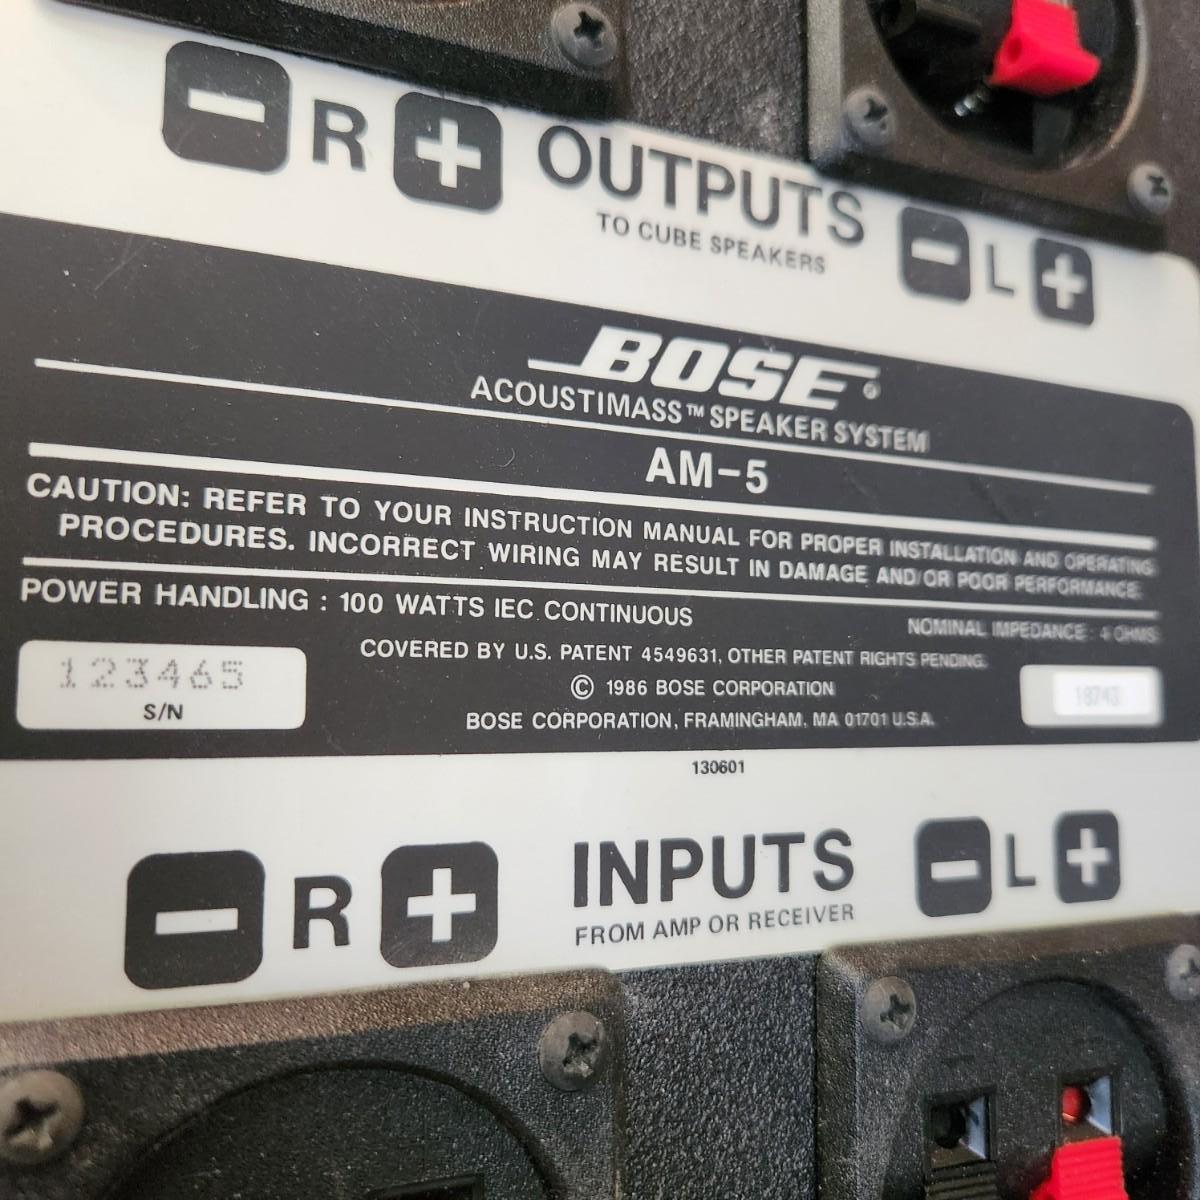 − R + OUTPUTS − L +
TO CUBE SPEAKERS
BOSE®
ACOUSTIMASS™ SPEAKER SYSTEM
AM-5
CAUTION: REFER TO YOUR INSTRUCTION MANUAL FOR PROPER INSTALLATION AND OPERATING
PROCEDURES. INCORRECT WIRING MAY RESULT IN DAMAGE AND/OR POOR PERFORMANCE.
POWER HANDLING : 100 WATTS IEC CONTINUOUS
NOMINAL IMPEDANCE: 4 OHMS
COVERED BY U.S. PATENT 4549631, OTHER PATENT RIGHTS PENDING.
© 1986 BOSE CORPORATION
BOSE CORPORATION, FRAMINGHAM, MA 01701 U.S.A.
123465
S/N
130601
− R + INPUTS − L +
FROM AMP OR RECEIVER